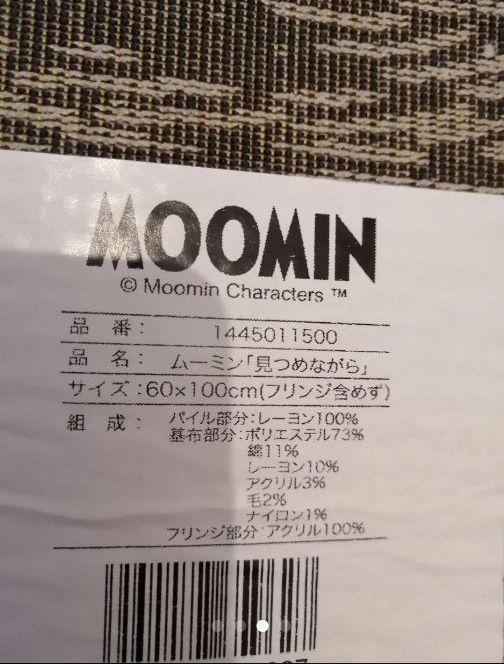 MOOMIN
© Moomin Characters ™
品 番： 1445011500
品 名： ムーミン「見つめながら」
サイズ：60×100cm(フリンジ含めず)
組 成： パイル部分：レーヨン100%
基布部分：ポリエステル73%
綿11%
レーヨン10%
アクリル3%
毛2%
ナイロン1%
フリンジ部分：アクリル100%